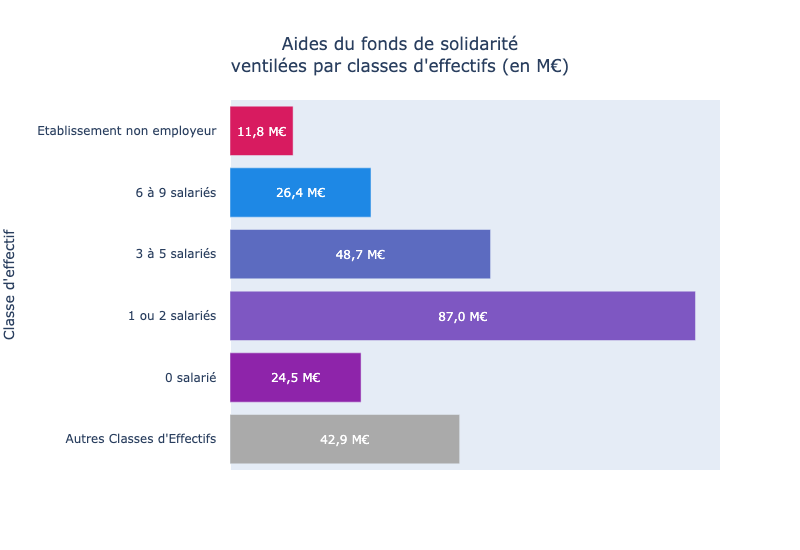 Aides du fonds de solidarité
ventilées par classes d'effectifs (en M€)
Classe d'effectif
Etablissement non employeur
11,8 M€
6 à 9 salariés
26,4 M€
3 à 5 salariés
48,7 M€
1 ou 2 salariés
87,0 M€
0 salarié
24,5 M€
Autres Classes d'Effectifs
42,9 M€